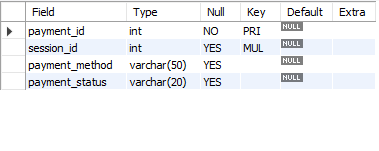 Field Type Null Key Default Extra
payment_id int NO PRI NULL
session_id int YES MUL NULL
payment_method varchar(50) YES NULL
payment_status varchar(20) YES NULL